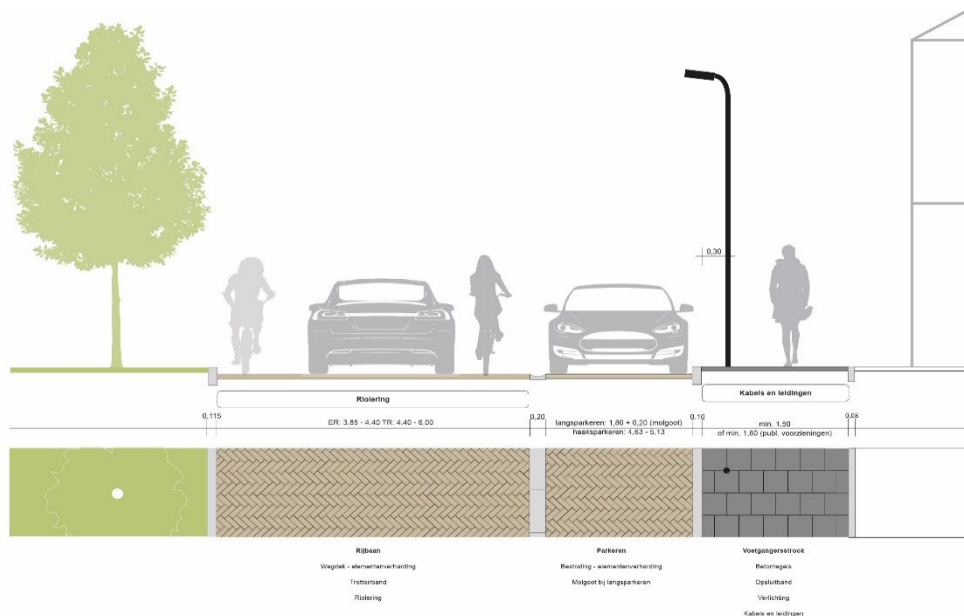 0,30
Riolering
Kabels en leidingen
0,115
ER: 3,85 - 4,40 TR: 4,40 - 6,00
0,20
langsparkeren: 1,80 + 0,20 (molgoot)
haaksparkeren: 4,63 - 5,13
0,10
min. 1,50
of min. 1,80 (publ. voorzieningen)
0,08
Rijbaan
Wegdek - elementenverharding
Trottoirband
Riolering
Parkeren
Bestrating - elementenverharding
Molgoot bij langsparkeren
Voetgangersstrook
Betontegels
Opsluitband
Verlichting
Kabels en leidingen